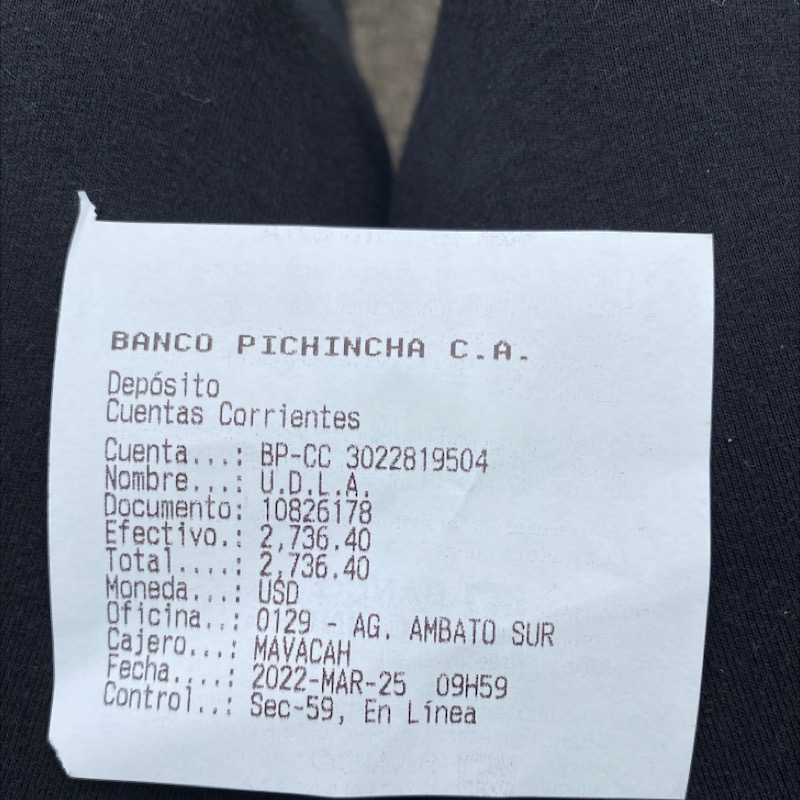 BANCO PICHINCHA C.A.
Depósito
Cuentas Corrientes
Cuenta...: BP-CC 3022819504
Nombre...: U.D.L.A.
Documento: 10826178
Efectivo.: 2,736.40
Total....: 2,736.40
Moneda...: USD
Oficina..: 0129 - AG. AMBATO SUR
Cajero...: MAVACAH
Fecha....: 2022-MAR-25 09H59
Control..: Sec-59, En Línea